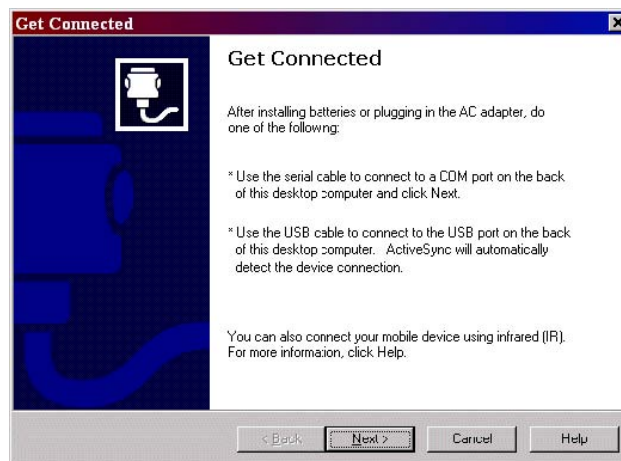 Get Connected
Get Connected
After installing batteries or plugging in the AC adapter, do
one of the following:
* Use the serial cable to connect to a COM port on the back
of this desktop computer and click Next.
* Use the USB cable to connect to the USB port on the back
of this desktop computer. ActiveSync will automatically
detect the device connection.
You can also connect your mobile device using infrared (IR).
For more information, click Help.
< Back Next > Cancel Help